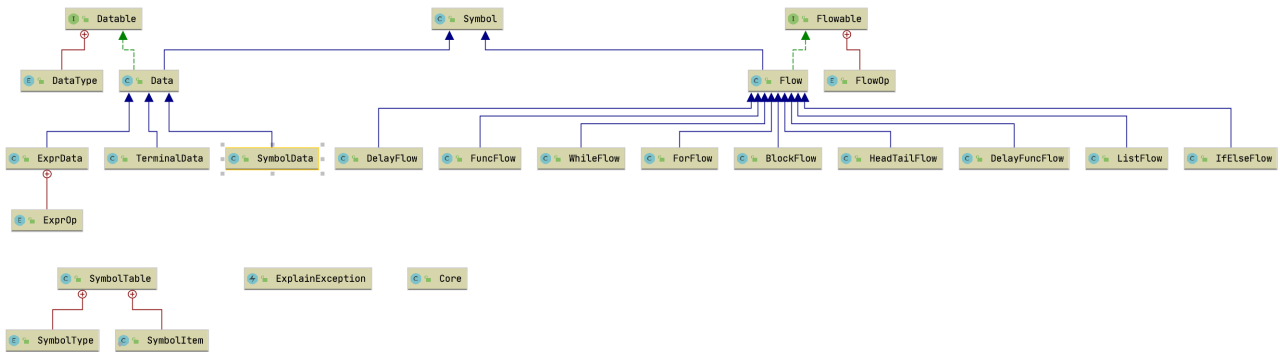 I Datable
C Symbol
I Flowable
E DataType
C Data
C Flow
E FlowOp
C ExprData
C TerminalData
C SymbolData
C DelayFlow
C FuncFlow
C WhileFlow
C ForFlow
C BlockFlow
C HeadTailFlow
C DelayFuncFlow
C ListFlow
C IfElseFlow
E ExprOp
C SymbolTable
ExplainException
C Core
E SymbolType
C SymbolItem